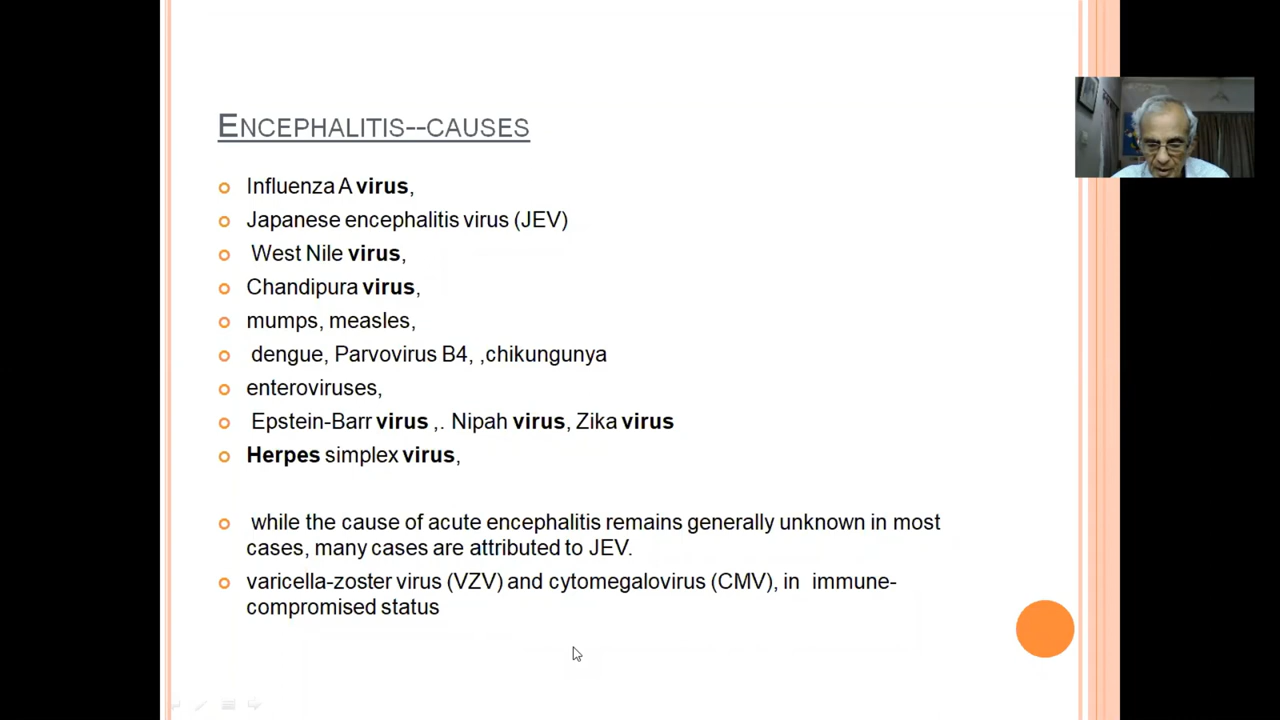 ENCEPHALITIS--CAUSES
Influenza A virus,
Japanese encephalitis virus (JEV)
West Nile virus,
Chandipura virus,
mumps, measles,
dengue, Parvovirus B4, ,chikungunya
enteroviruses,
Epstein-Barr virus ,. Nipah virus, Zika virus
Herpes simplex virus,
while the cause of acute encephalitis remains generally unknown in most
cases, many cases are attributed to JEV.
varicella-zoster virus (VZV) and cytomegalovirus (CMV), in immune-
compromised status